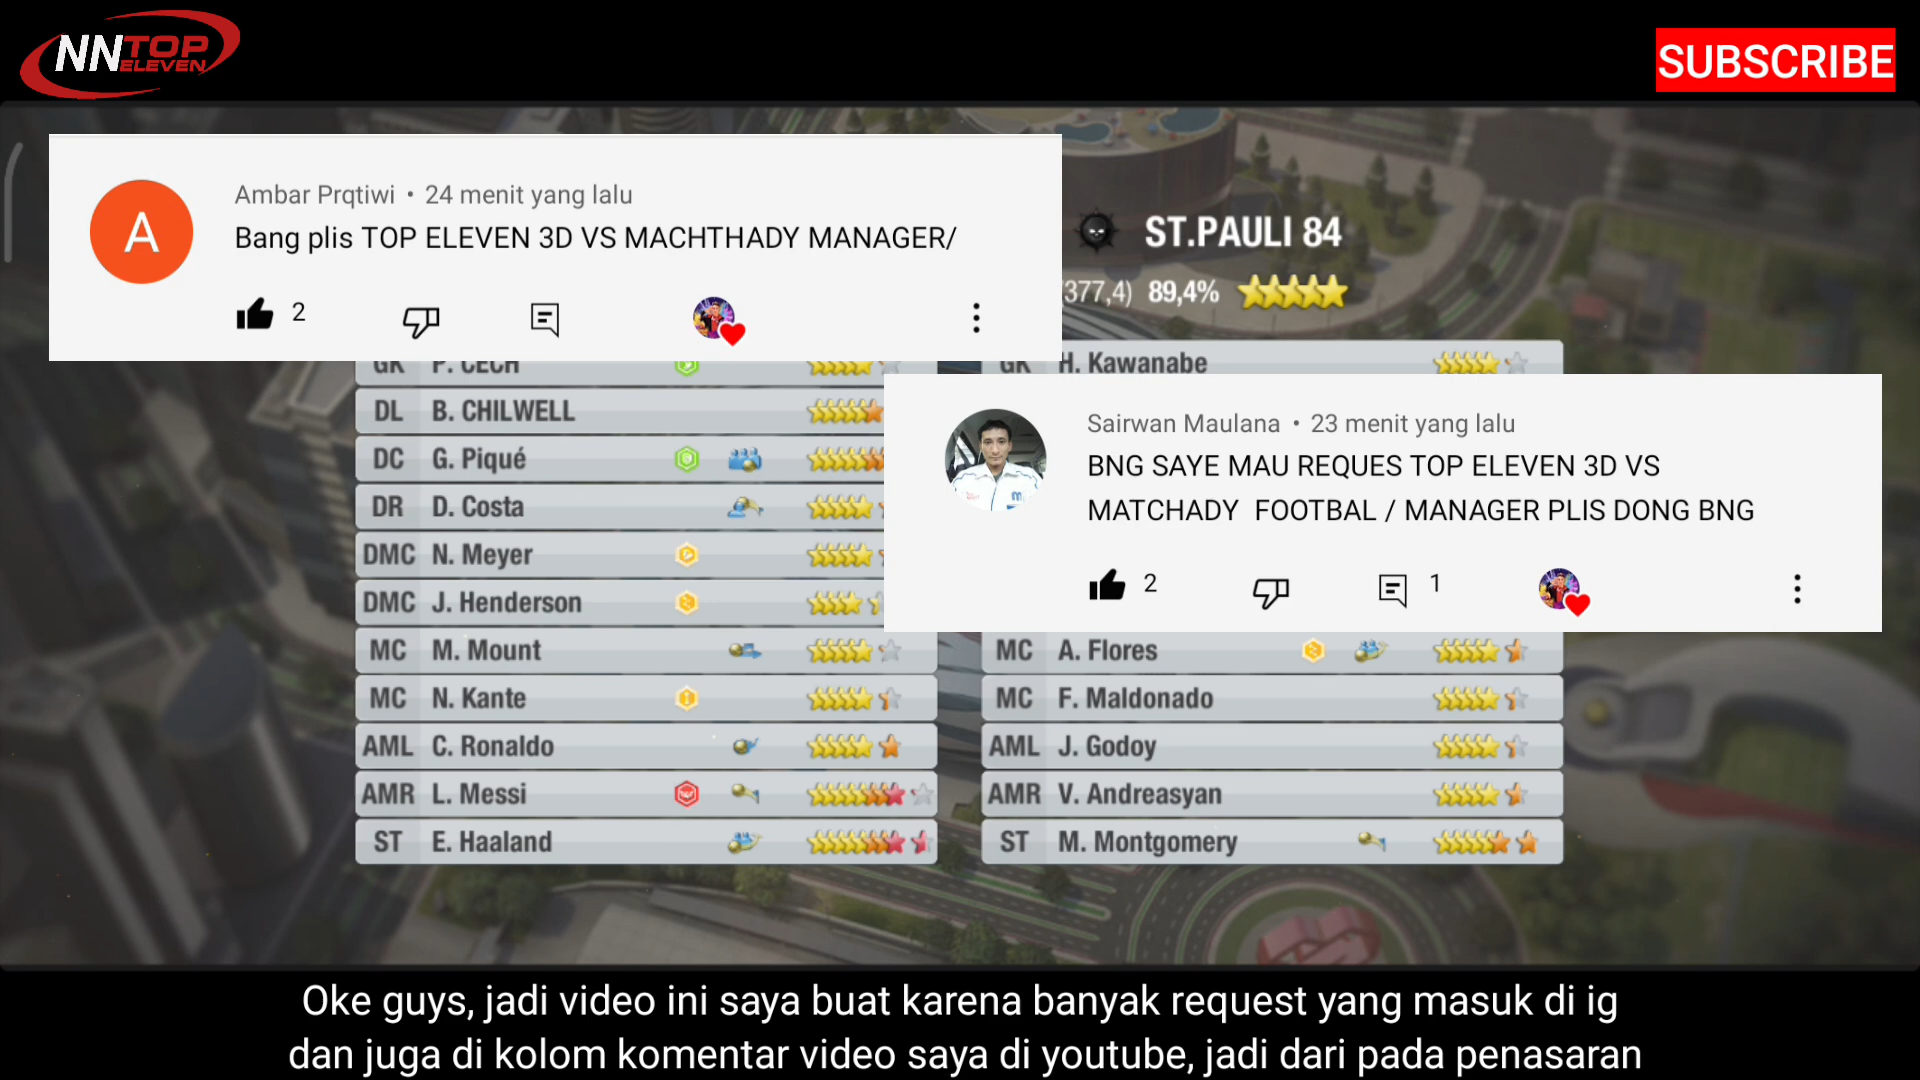 NNTOP
ELEVEN
SUBSCRIBE
Ambar Prqtiwi • 24 menit yang lalu
Bang plis TOP ELEVEN 3D VS MACHTHADY MANAGER/
2
ST.PAULI 84
377,4) 89,4%
GK P. CECH
GK H. Kawanabe
DL B. CHILWELL
DC G. Piqué
DR D. Costa
DMC N. Meyer
DMC J. Henderson
Sairwan Maulana • 23 menit yang lalu
BNG SAYE MAU REQUES TOP ELEVEN 3D VS
MATCHADY FOOTBAL / MANAGER PLIS DONG BNG
2
1
MC M. Mount
MC A. Flores
MC N. Kante
MC F. Maldonado
AML C. Ronaldo
AML J. Godoy
AMR L. Messi
AMR V. Andreasyan
ST E. Haaland
ST M. Montgomery
Oke guys, jadi video ini saya buat karena banyak request yang masuk di ig
dan juga di kolom komentar video saya di youtube, jadi dari pada penasaran